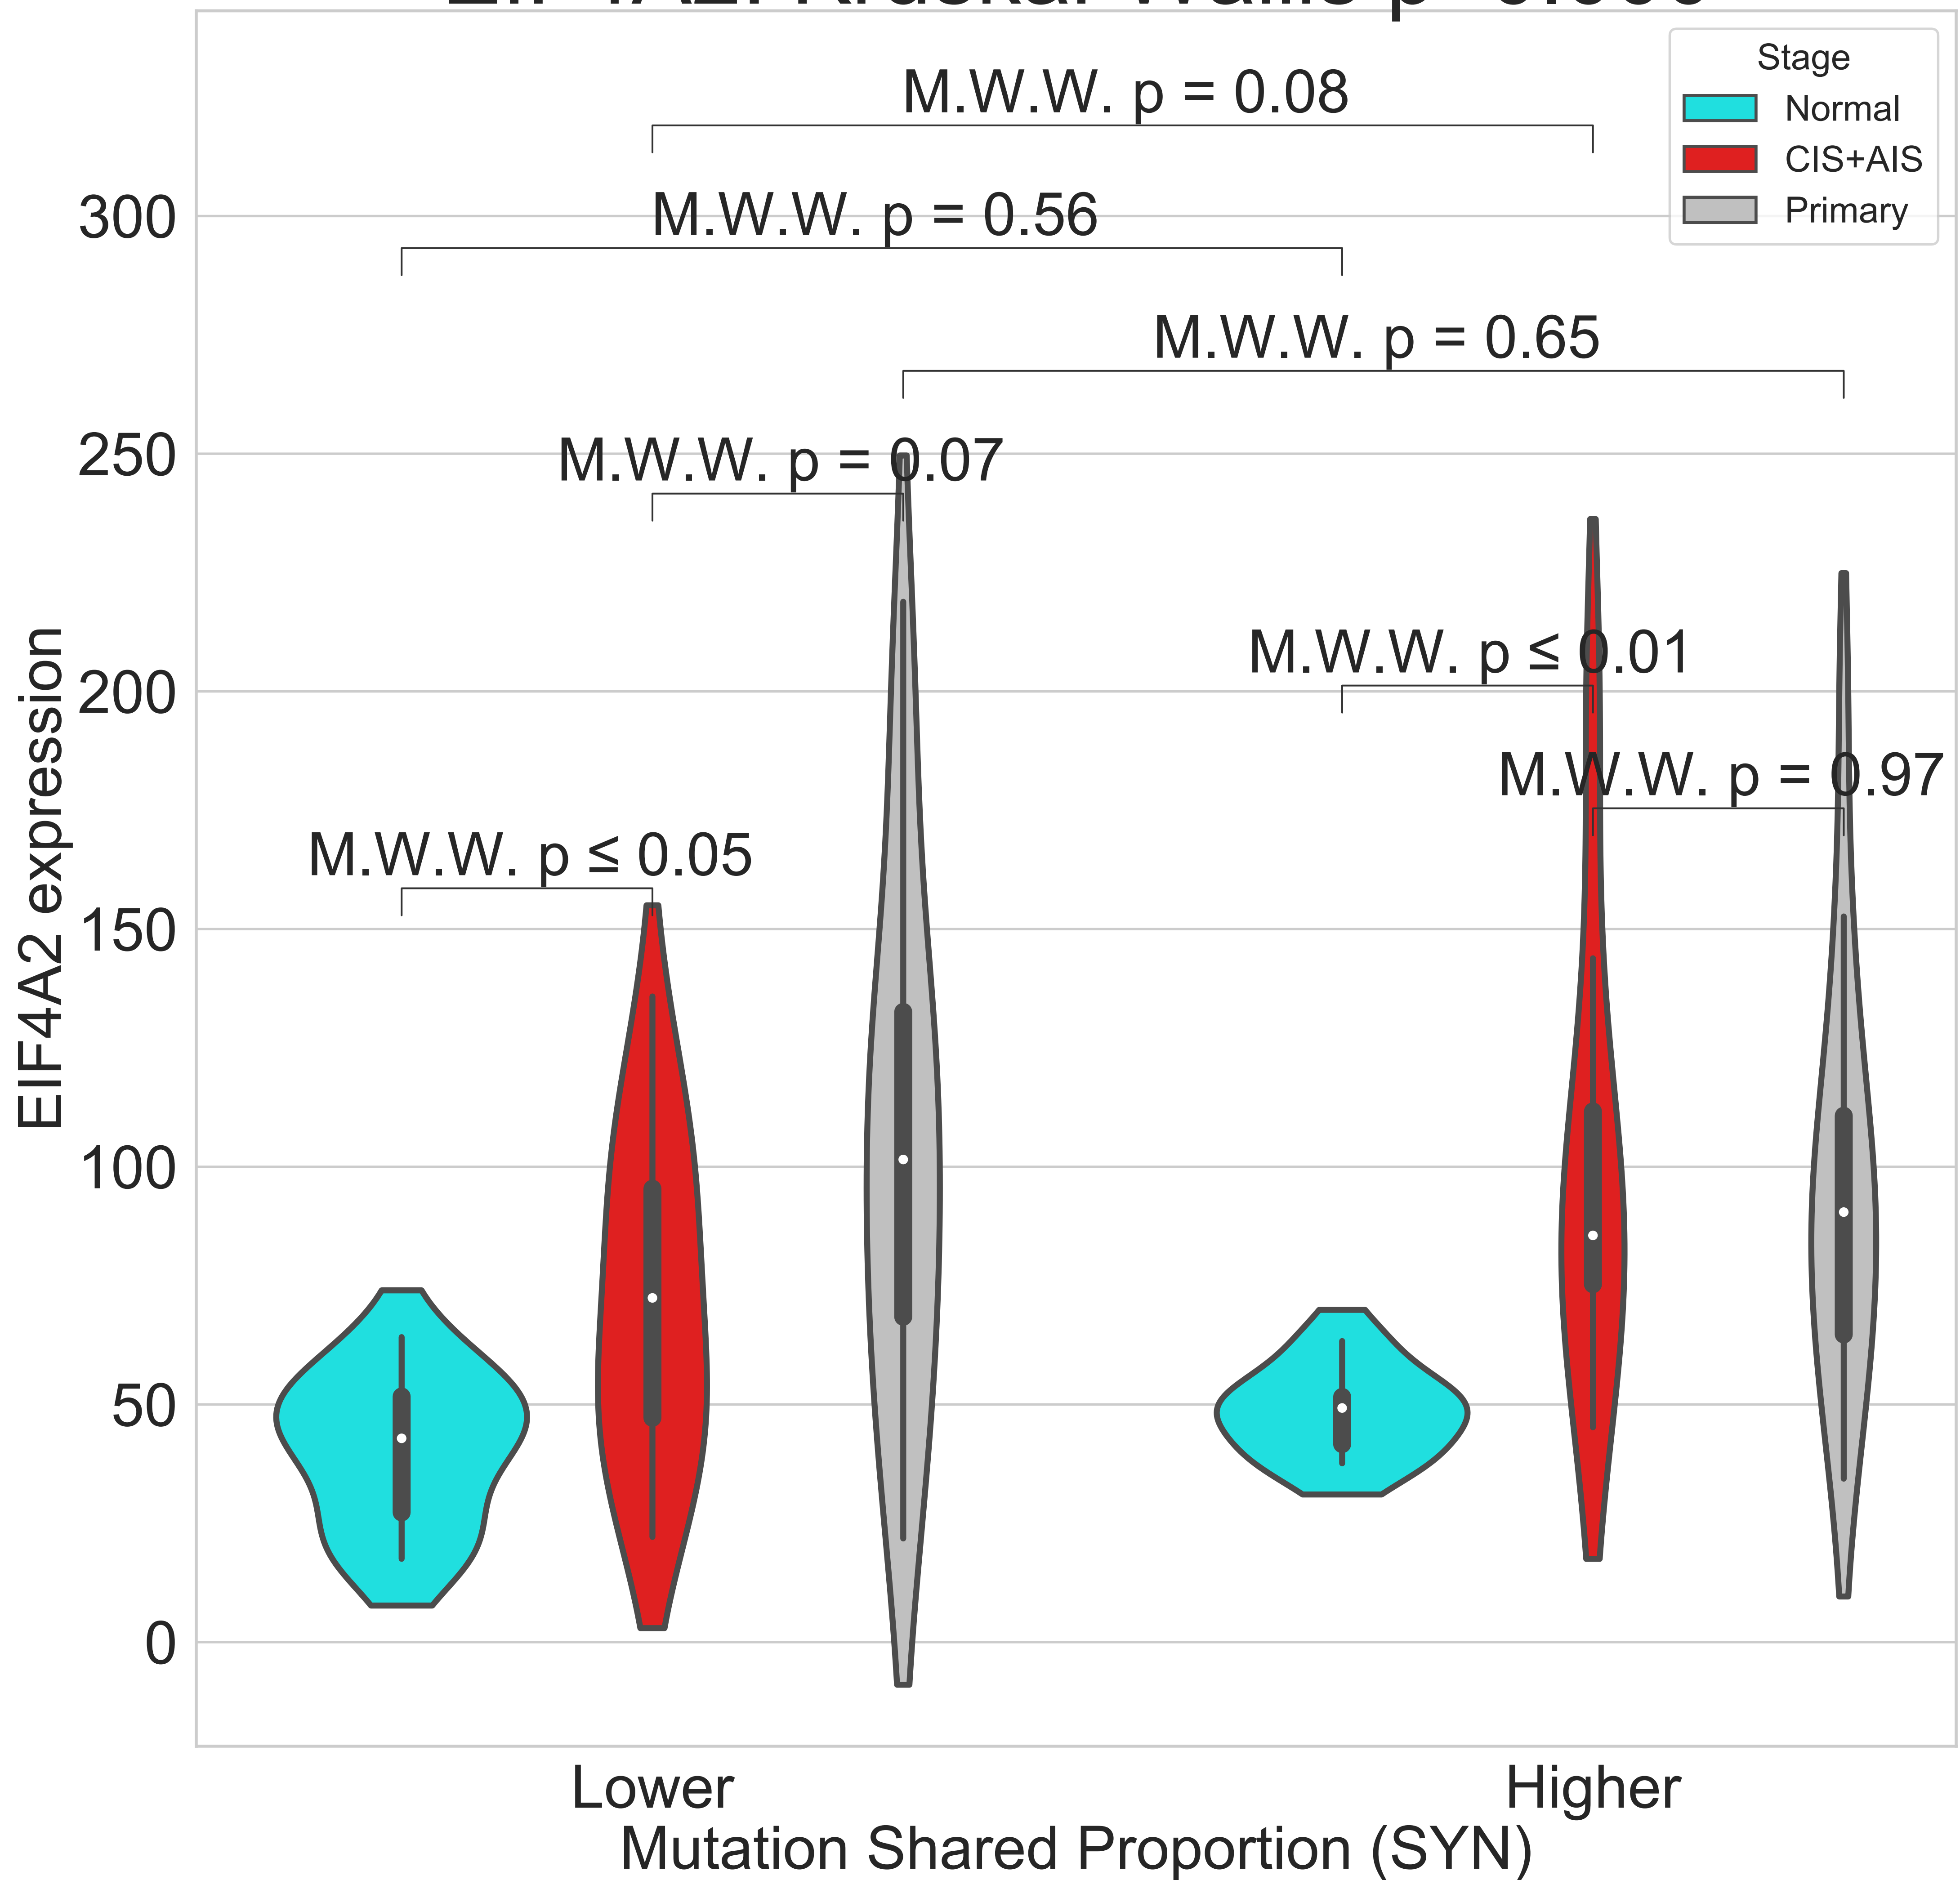 Stage
Normal
CIS+AIS
Primary
M.W.W. p = 0.08
M.W.W. p = 0.56
M.W.W. p = 0.65
M.W.W. p = 0.07
M.W.W. p ≤ 0.01
M.W.W. p = 0.97
M.W.W. p ≤ 0.05
300
250
200
150
100
50
0
EIF4A2 expression
Lower
Higher
Mutation Shared Proportion (SYN)